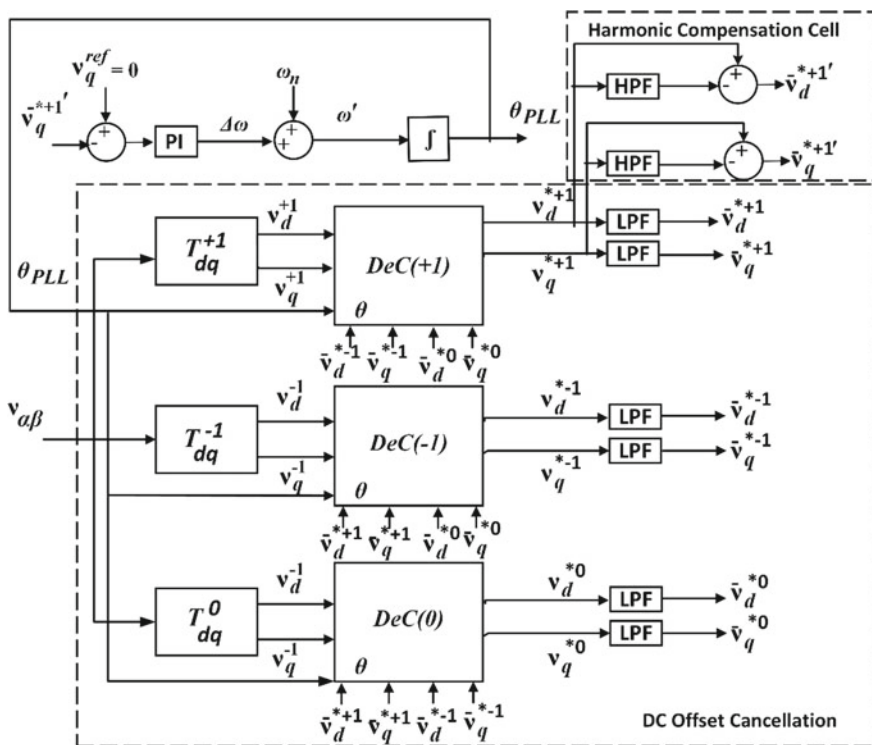 Harmonic Compensation Cell
v_q^ref = 0
ω_n
v̄_q^*+1′
+
-
PI
Δω
+
+
ω′
∫
θ_PLL
HPF
+
-
v̄_d^*+1′
HPF
+
-
v̄_q^*+1′
T_dq^+1
v_d^+1
v_q^+1
DeC(+1)
θ
v_d^*+1
LPF
v̄_d^*+1
v_q^*+1
LPF
v̄_q^*+1
θ_PLL
v̄_d^*-1 v̄_q^*-1 v̄_d^*0 v̄_q^*0
v_αβ
T_dq^-1
v_d^-1
v_q^-1
DeC(-1)
θ
v_d^*-1
LPF
v̄_d^*-1
v_q^*-1
LPF
v̄_q^*-1
v̄_d^*+1 v_q^*+1 v̄_d^*0 v̄_q^*0
T_dq^0
v_d^-1
v_q^-1
DeC(0)
θ
v_d^*0
LPF
v̄_d^*0
v_q^*0
LPF
v̄_q^*0
v̄_d^*+1 v_q^*+1 v̄_d^*-1 v̄_q^*-1
DC Offset Cancellation